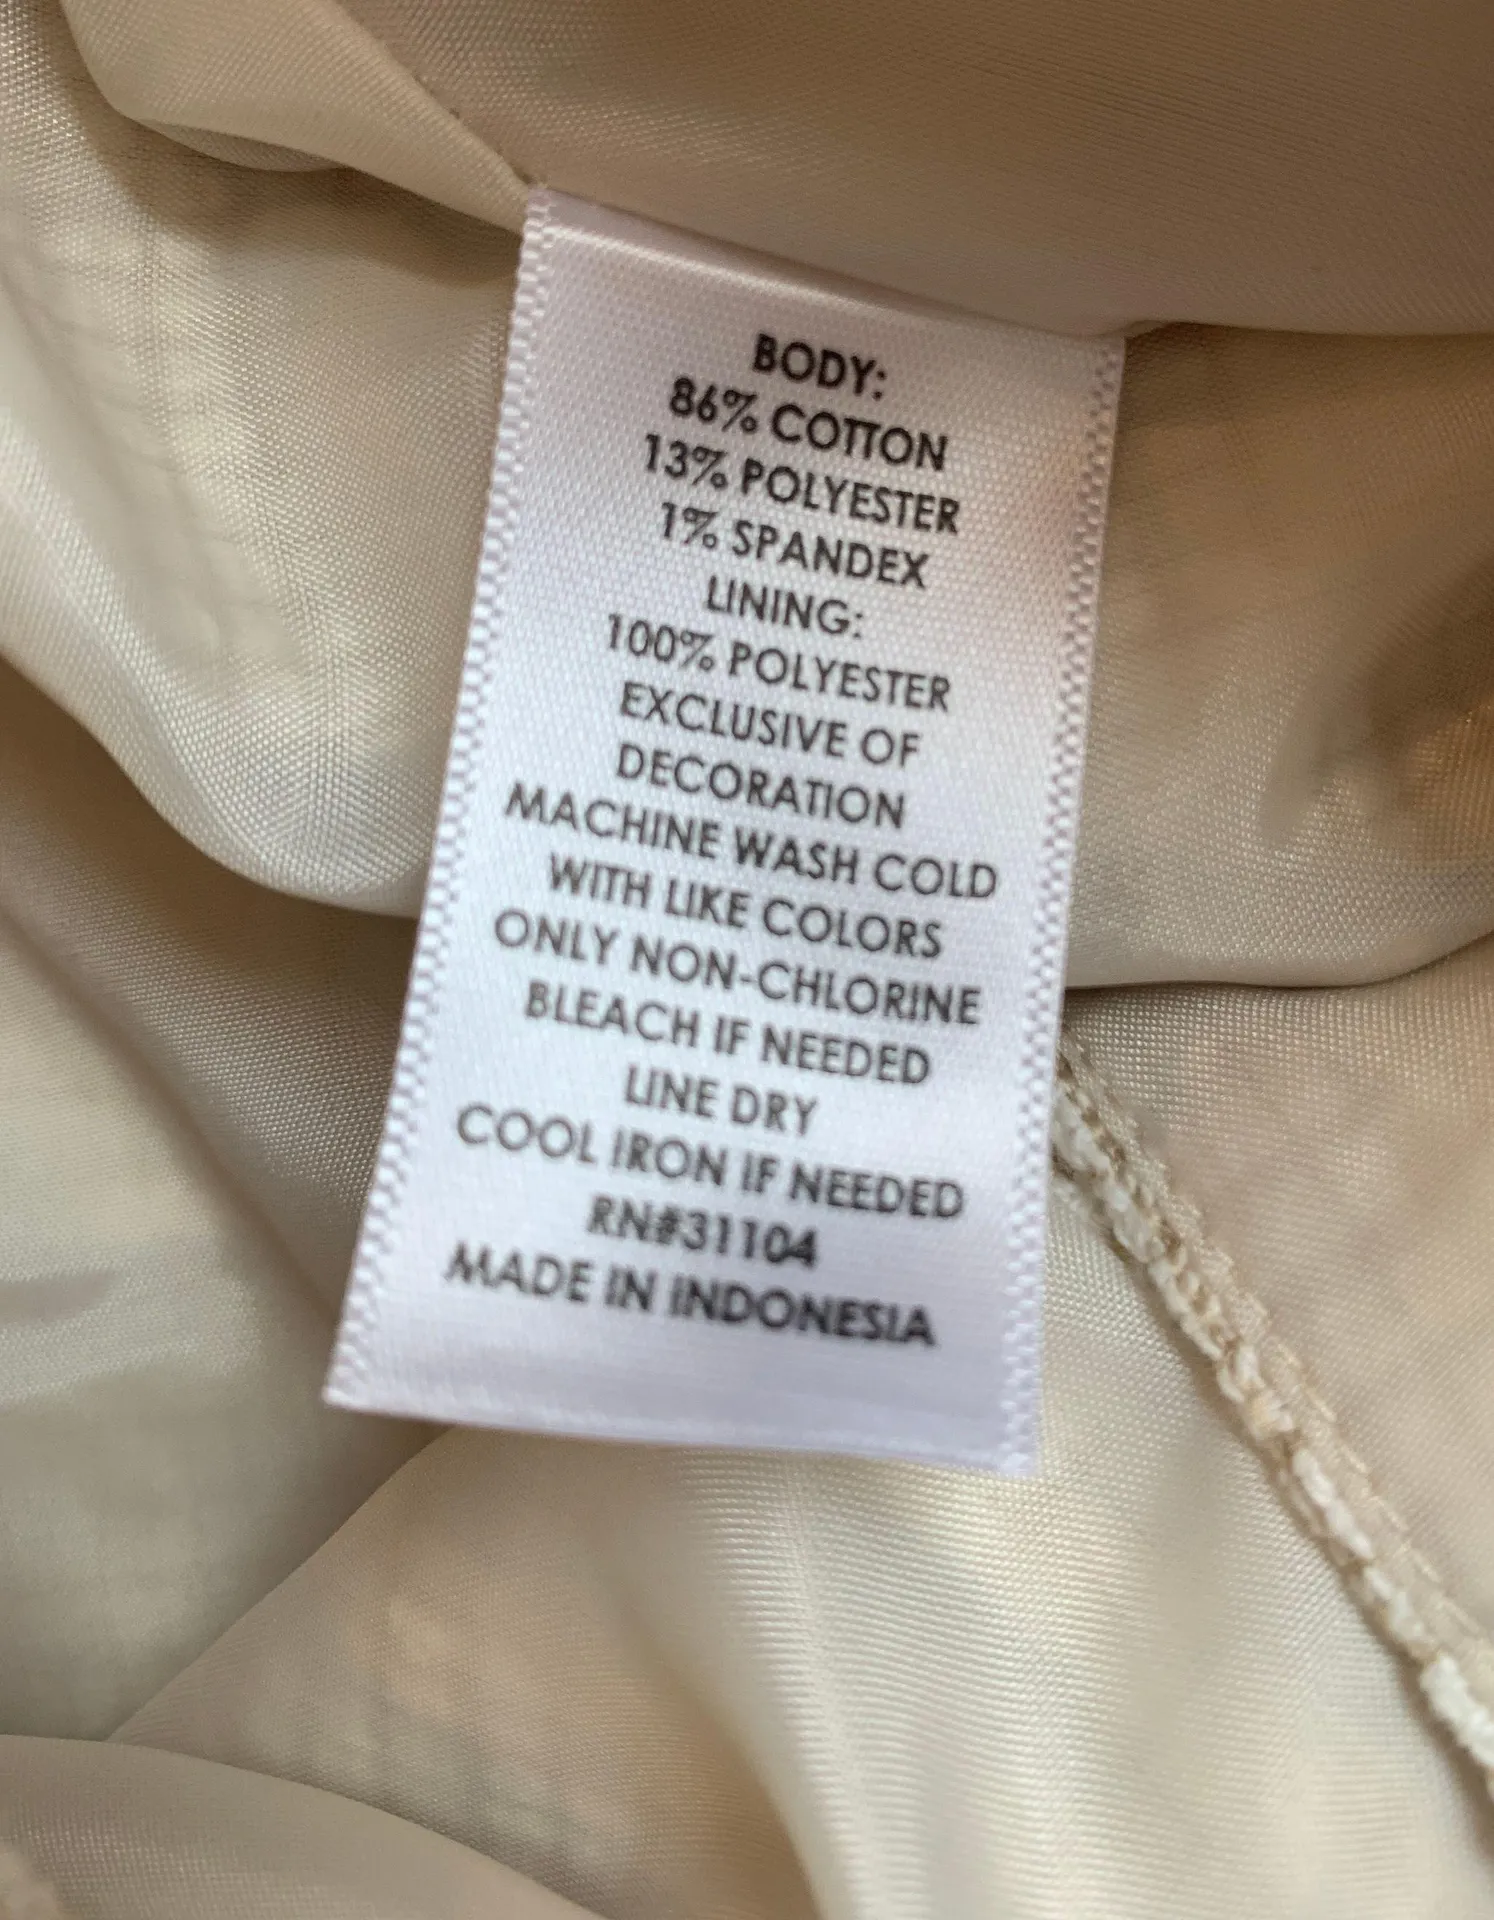 BODY:
86% COTTON
13% POLYESTER
1% SPANDEX
LINING:
100% POLYESTER
EXCLUSIVE OF
DECORATION
MACHINE WASH COLD
WITH LIKE COLORS
ONLY NON-CHLORINE
BLEACH IF NEEDED
LINE DRY
COOL IRON IF NEEDED
RN#31104
MADE IN INDONESIA